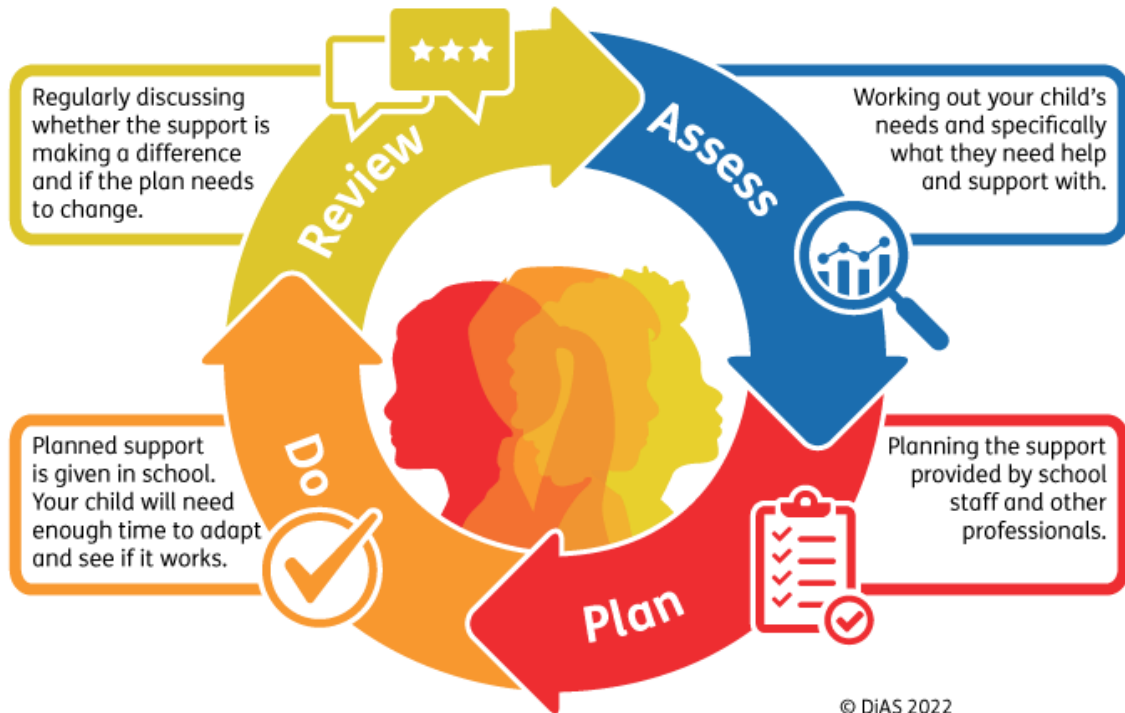 Regularly discussing
whether the support is
making a difference
and if the plan needs
to change.
Review
Assess
Working out your child's
needs and specifically
what they need help
and support with.
Planned support
is given in school.
Your child will need
enough time to adapt
and see if it works.
Do
Plan
Planning the support
provided by school
staff and other
professionals.
© DiAS 2022